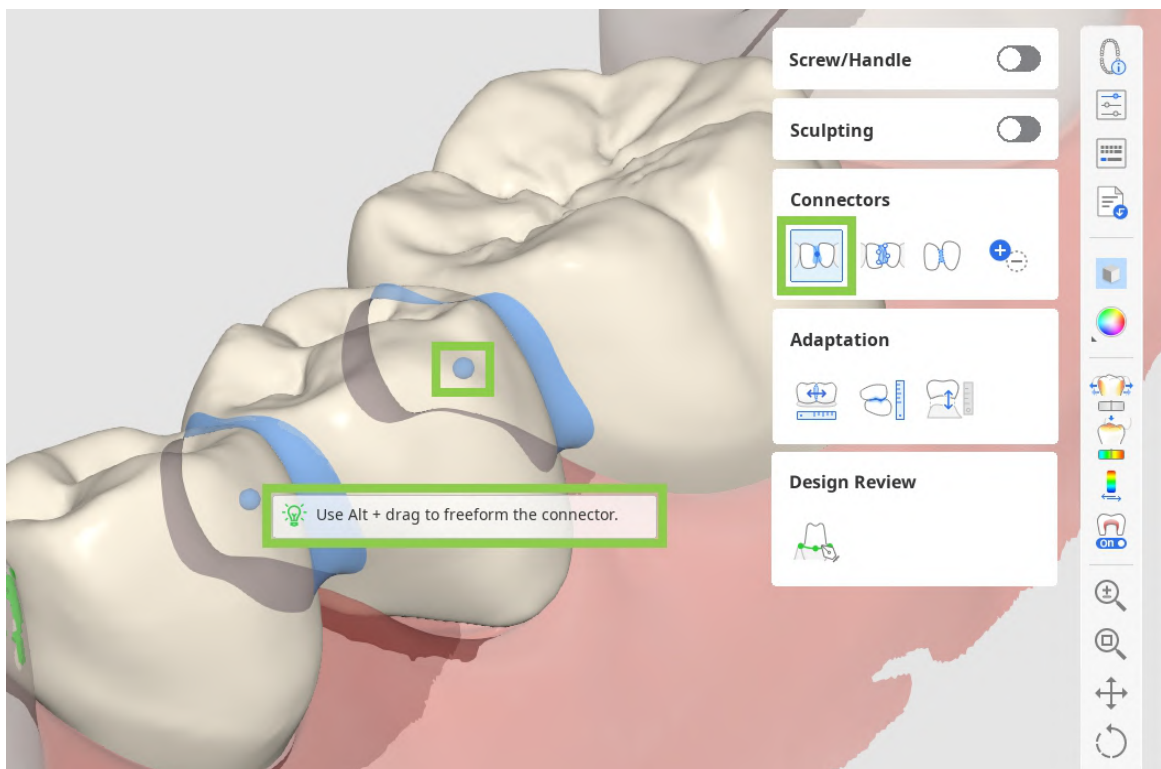 Screw/Handle
Sculpting
Connectors
Adaptation
Design Review
Use Alt + drag to freeform the connector.
On